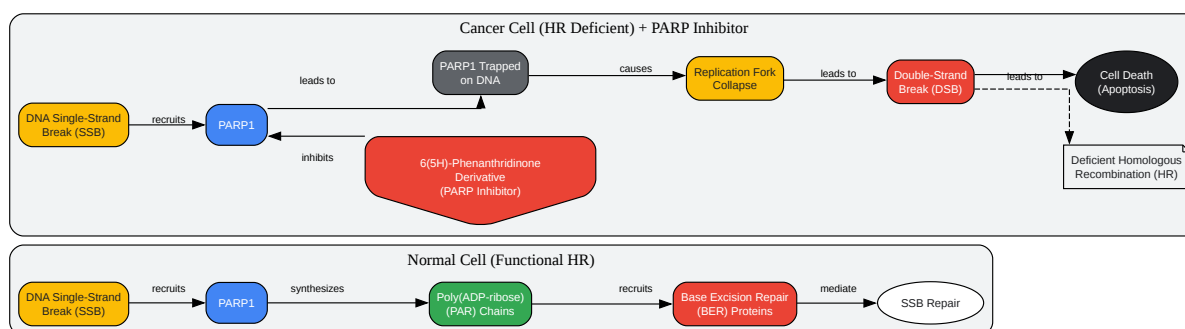 Cancer Cell (HR Deficient) + PARP Inhibitor
DNA Single-Strand
Break (SSB)
recruits
PARP1
leads to
inhibits
PARP1 Trapped
on DNA
6(5H)-Phenanthridinone
Derivative
(PARP Inhibitor)
causes
Replication Fork
Collapse
leads to
Double-Strand
Break (DSB)
leads to
Cell Death
(Apoptosis)
Deficient Homologous
Recombination (HR)
Normal Cell (Functional HR)
DNA Single-Strand
Break (SSB)
recruits
PARP1
synthesizes
Poly(ADP-ribose)
(PAR) Chains
recruits
Base Excision Repair
(BER) Proteins
mediate
SSB Repair